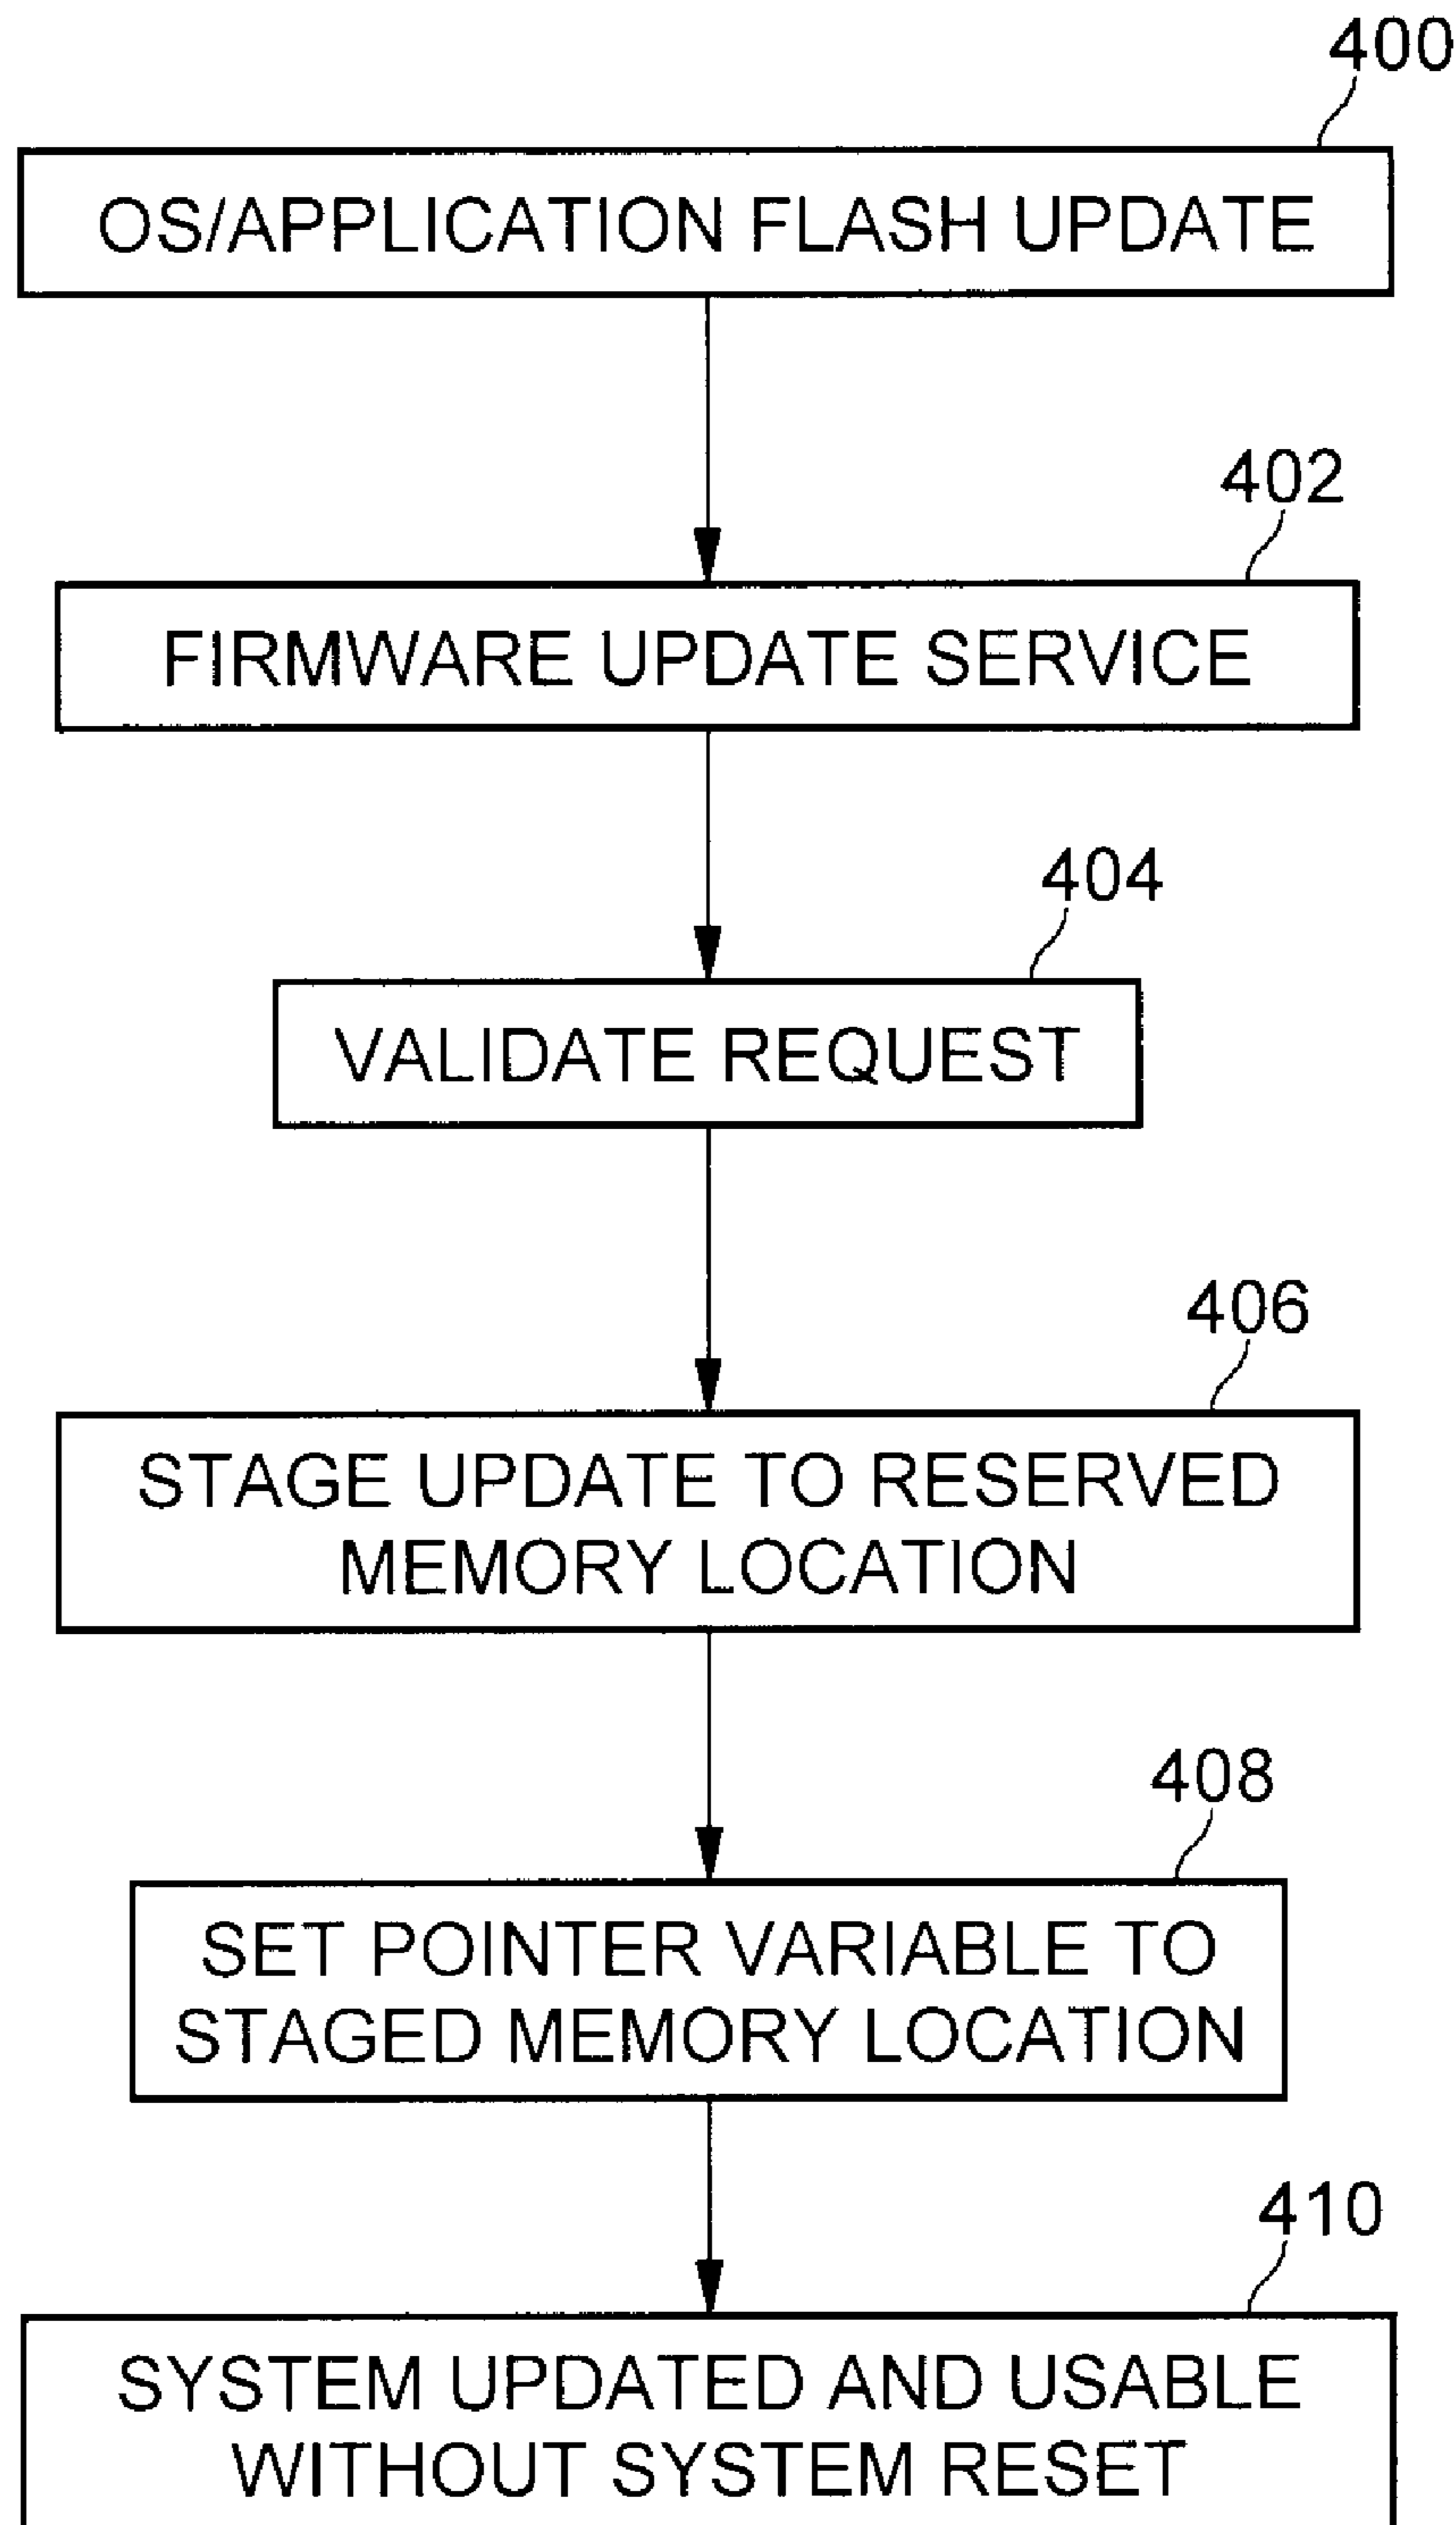 400
OS/APPLICATION FLASH UPDATE
402
FIRMWARE UPDATE SERVICE
404
VALIDATE REQUEST
406
STAGE UPDATE TO RESERVED
MEMORY LOCATION
408
SET POINTER VARIABLE TO
STAGED MEMORY LOCATION
410
SYSTEM UPDATED AND USABLE
WITHOUT SYSTEM RESET